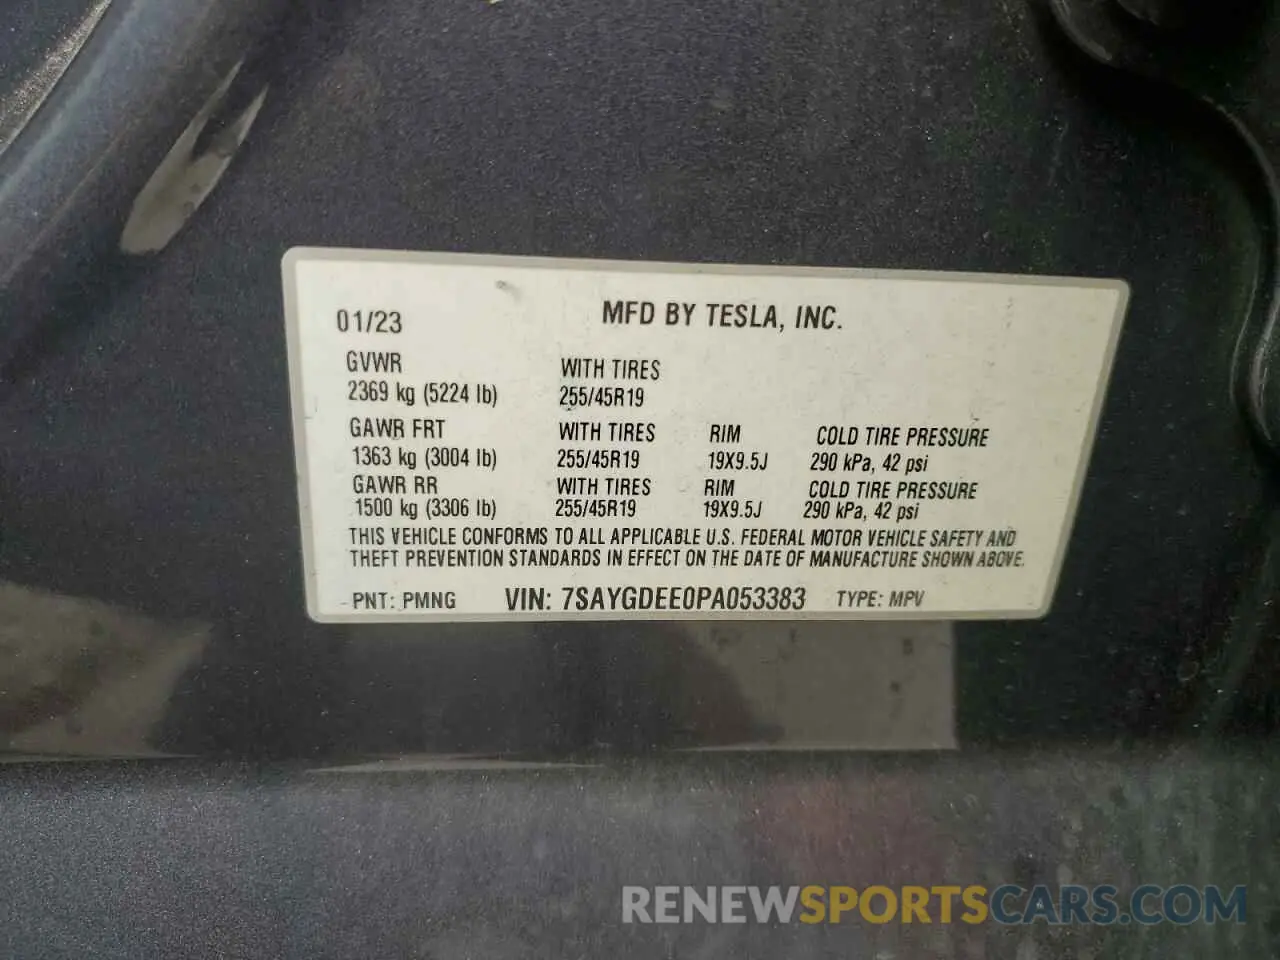 01/23 MFD BY TESLA, INC.
GVWR WITH TIRES
2369 kg (5224 lb) 255/45R19
GAWR FRT WITH TIRES RIM COLD TIRE PRESSURE
1363 kg (3004 lb) 255/45R19 19X9.5J 290 kPa, 42 psi
GAWR RR WITH TIRES RIM COLD TIRE PRESSURE
1500 kg (3306 lb) 255/45R19 19X9.5J 290 kPa, 42 psi
THIS VEHICLE CONFORMS TO ALL APPLICABLE U.S. FEDERAL MOTOR VEHICLE SAFETY AND
THEFT PREVENTION STANDARDS IN EFFECT ON THE DATE OF MANUFACTURE SHOWN ABOVE.
PNT: PMNG VIN: 7SAYGDEE0PA053383 TYPE: MPV
RENEWSPORTSCARS.COM